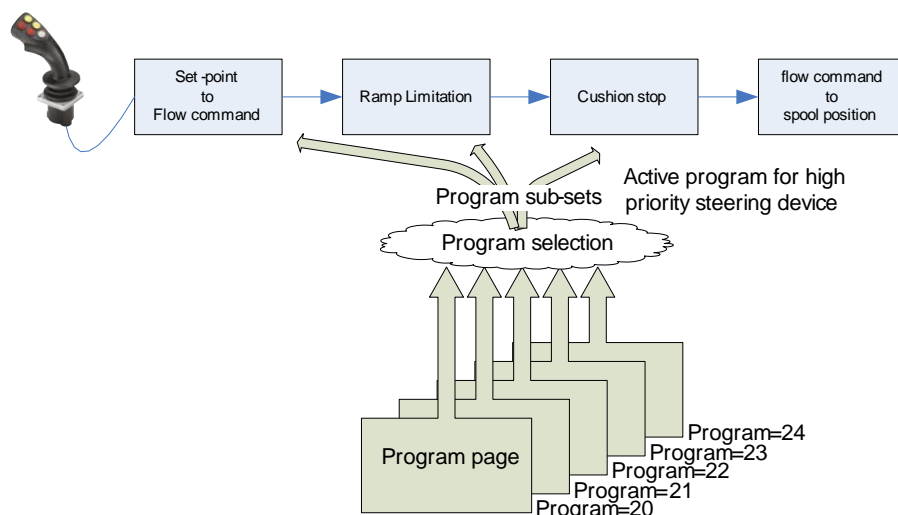 Set -point
to
Flow command
Ramp Limitation
Cushion stop
flow command
to
spool position
Program sub-sets
Active program for high
priority steering device
Program selection
Program page
Program=24
Program=23
Program=22
Program=21
Program=20